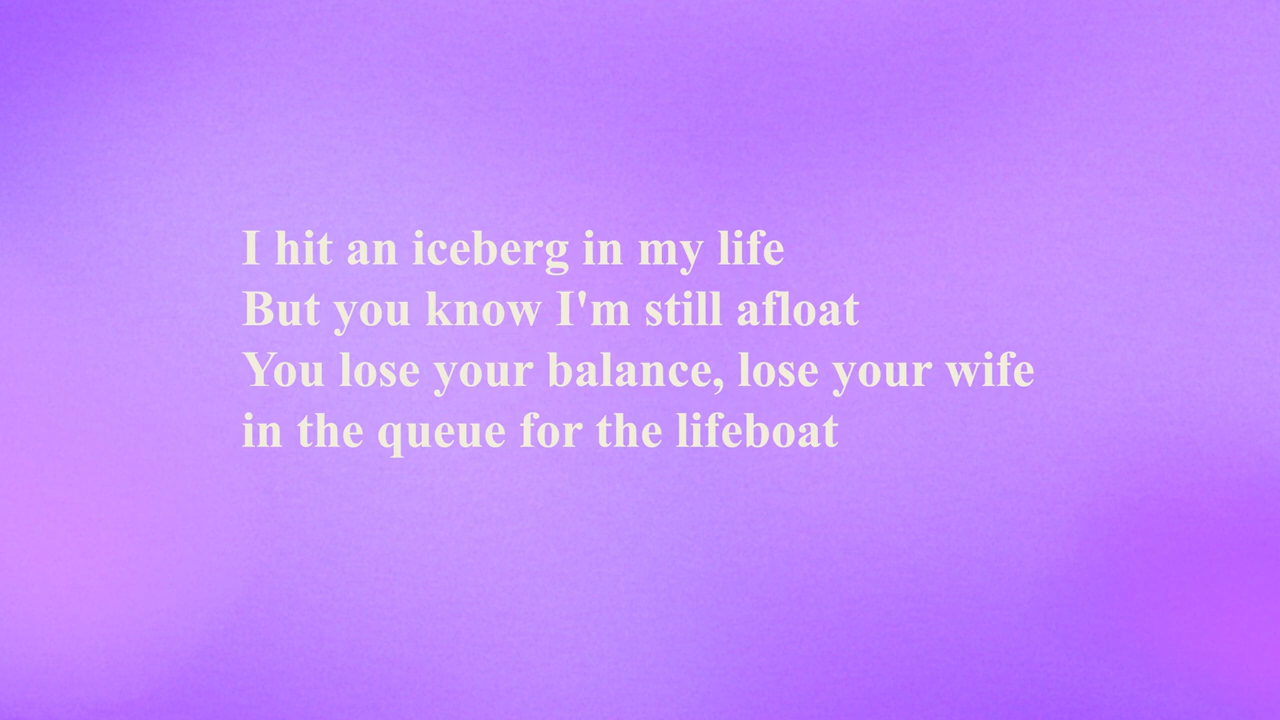 I hit an iceberg in my life
But you know I'm still afloat
You lose your balance, lose your wife
in the queue for the lifeboat